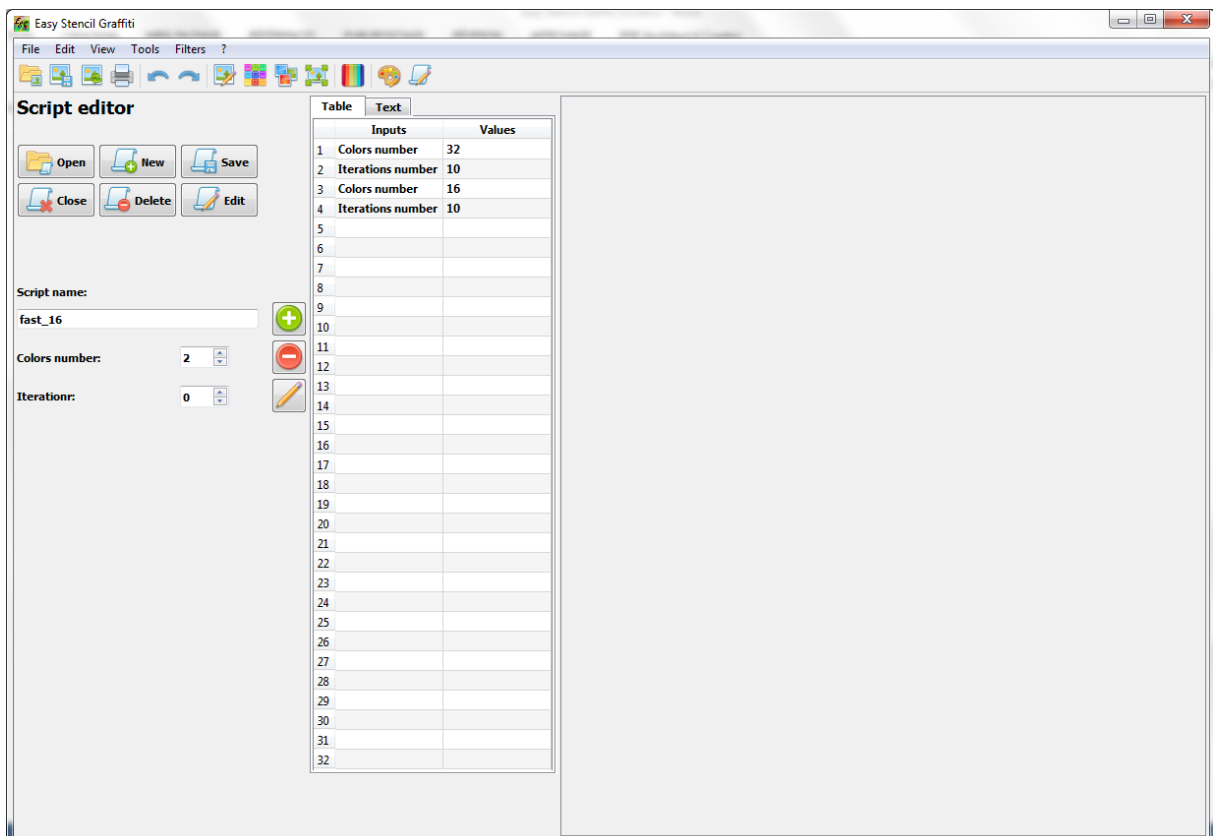 Easy Stencil Graffiti
File Edit View Tools Filters ?
Script editor
Open New Save
Close Delete Edit
Script name:
fast_16
Colors number: 2
Iterationr: 0
Table Text
Inputs Values
1 Colors number 32
2 Iterations number 10
3 Colors number 16
4 Iterations number 10
5
6
7
8
9
10
11
12
13
14
15
16
17
18
19
20
21
22
23
24
25
26
27
28
29
30
31
32